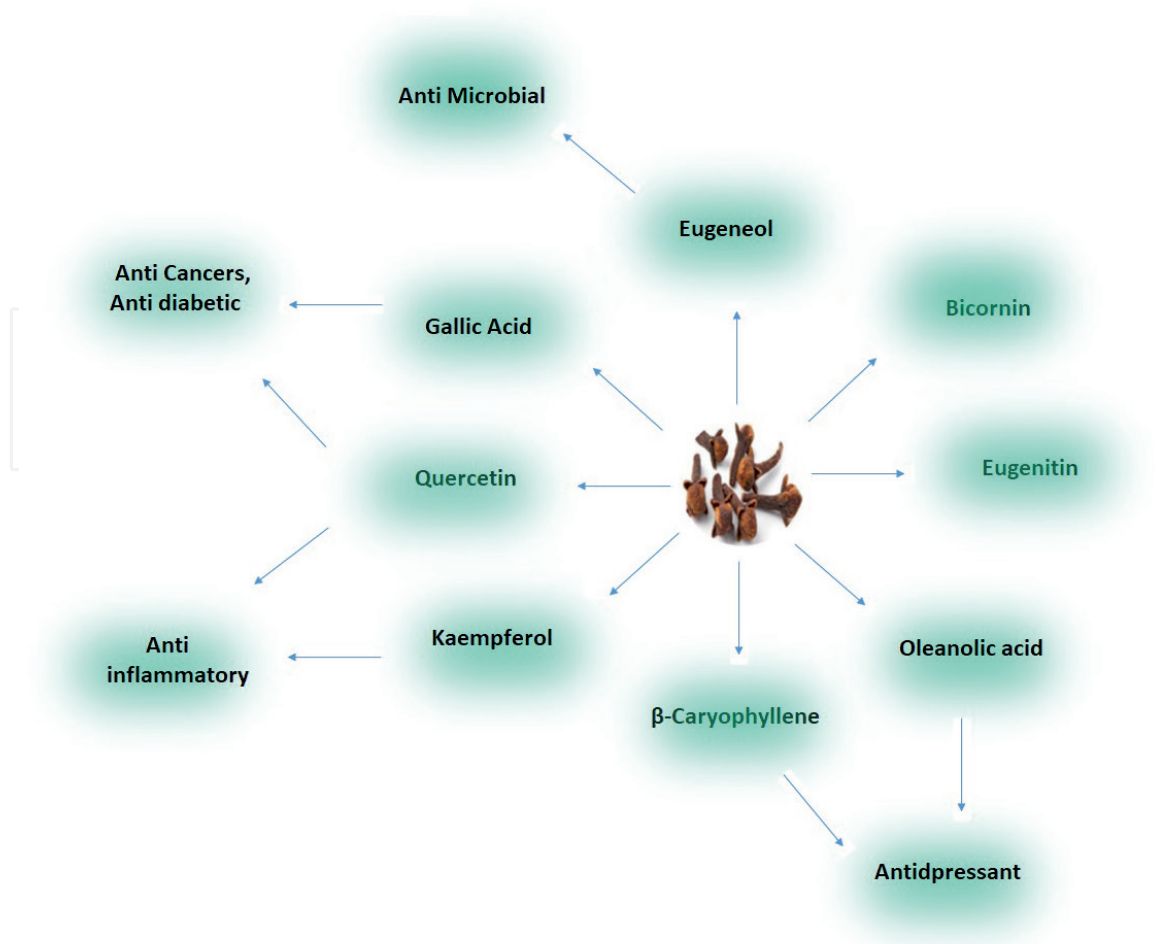 Anti Microbial
Eugeneol
Anti Cancers,
Anti diabetic
Gallic Acid
Bicornin
Quercetin
Eugenitin
Anti
inflammatory
Kaempferol
Oleanolic acid
β-Caryophyllene
Antidpressant